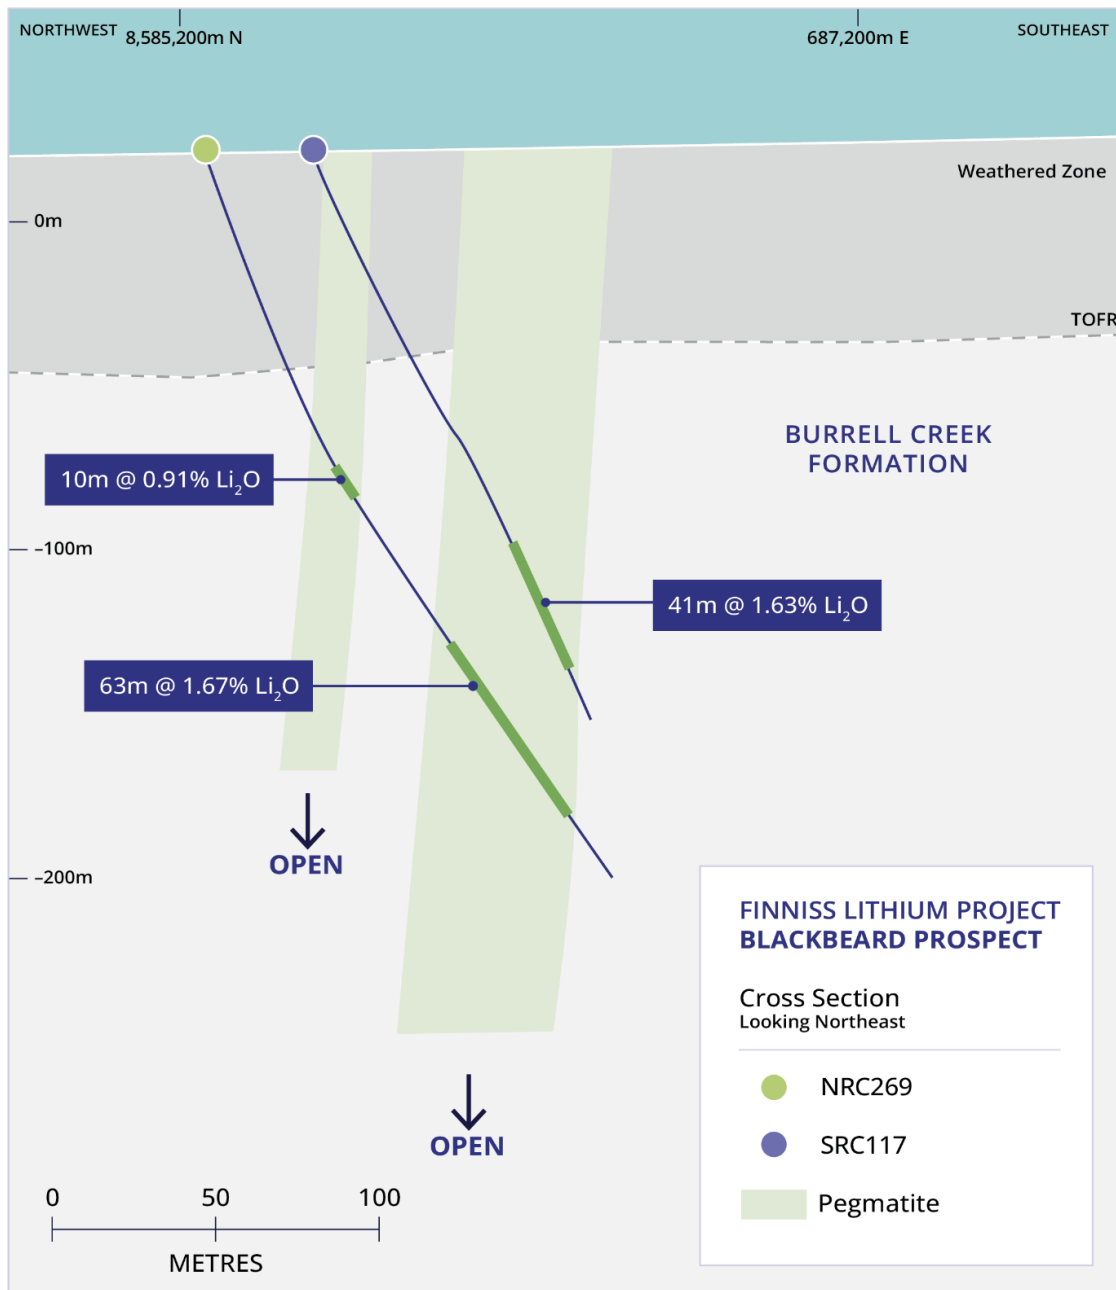 NORTHWEST
8,585,200m N
687,200m E
SOUTHEAST
Weathered Zone
0m
TOFR
BURRELL CREEK
FORMATION
10m @ 0.91% Li₂O
–100m
41m @ 1.63% Li₂O
63m @ 1.67% Li₂O
OPEN
–200m
FINNISS LITHIUM PROJECT
BLACKBEARD PROSPECT
Cross Section
Looking Northeast
NRC269
SRC117
Pegmatite
OPEN
0 50 100
METRES